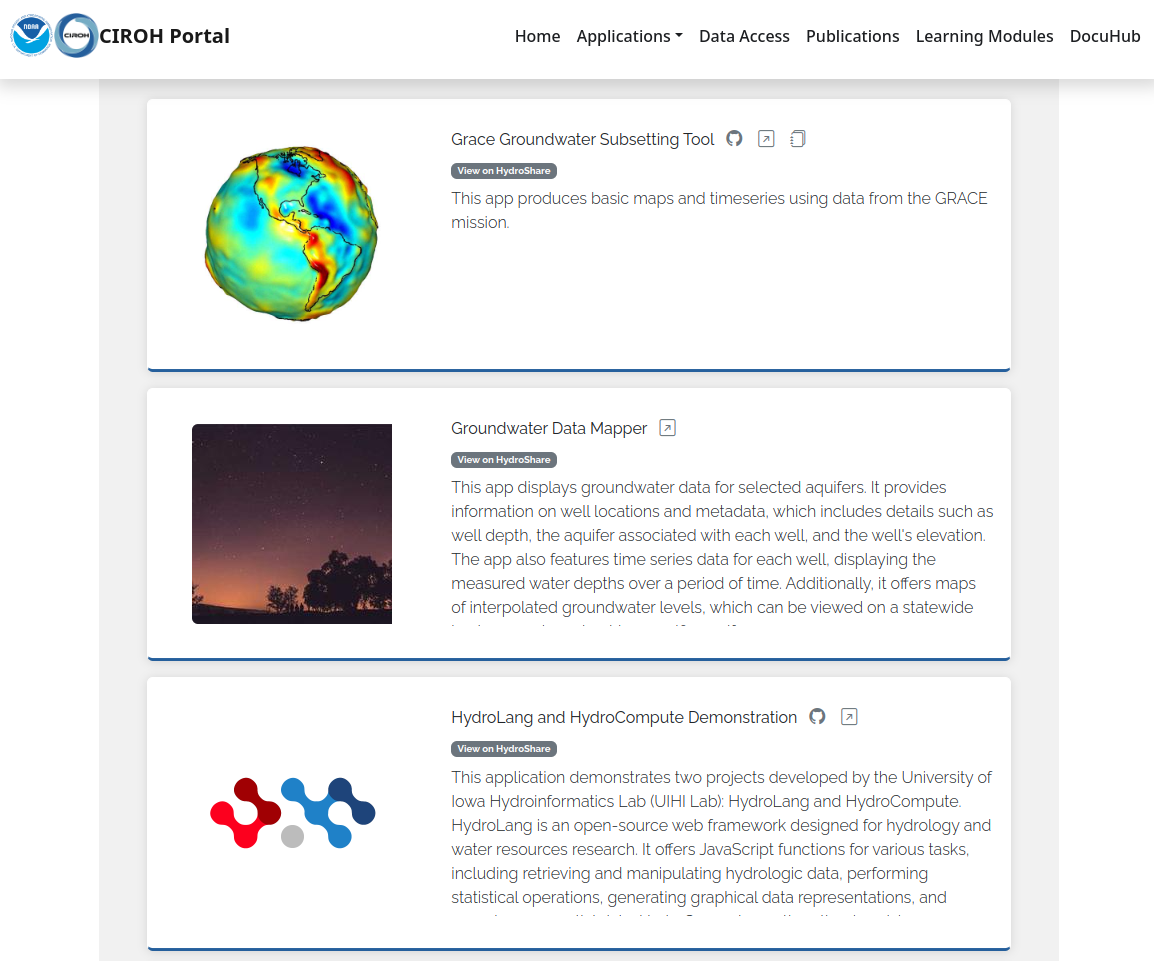 NOAA
CIROH
CIROH Portal
Home
Applications
Data Access
Publications
Learning Modules
DocuHub
Grace Groundwater Subsetting Tool
View on HydroShare
This app produces basic maps and timeseries using data from the GRACE
mission.
Groundwater Data Mapper
View on HydroShare
This app displays groundwater data for selected aquifers. It provides
information on well locations and metadata, which includes details such as
well depth, the aquifer associated with each well, and the well's elevation.
The app also features time series data for each well, displaying the
measured water depths over a period of time. Additionally, it offers maps
of interpolated groundwater levels, which can be viewed on a statewide
HydroLang and HydroCompute Demonstration
View on HydroShare
This application demonstrates two projects developed by the University of
Iowa Hydroinformatics Lab (UIHI Lab): HydroLang and HydroCompute.
HydroLang is an open-source web framework designed for hydrology and
water resources research. It offers JavaScript functions for various tasks,
including retrieving and manipulating hydrologic data, performing
statistical operations, generating graphical data representations, and